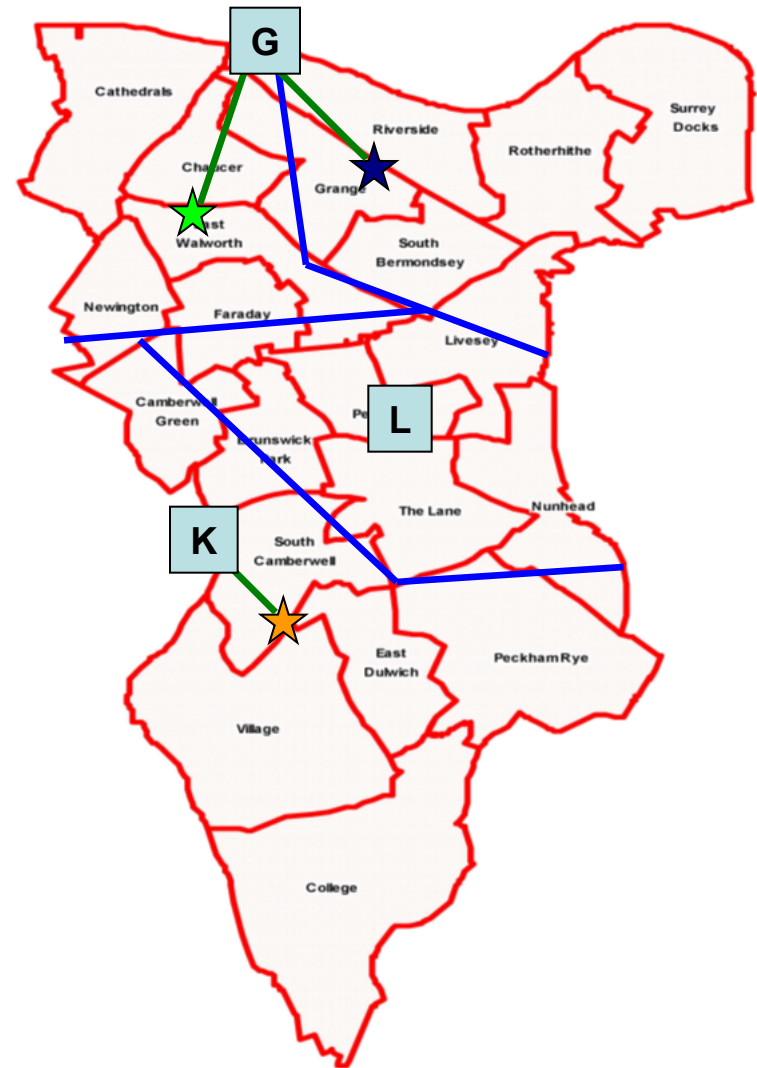 G
Cathedrals
Surrey
Docks
Riverside
Rotherhithe
Chaucer
Grange
East
Walworth
South
Bermondsey
Newington
Faraday
Livesey
Camberwell
Green
L
Brunswick
Park
Nunhead
The Lane
K
South
Camberwell
East
Dulwich
Peckham Rye
Village
College